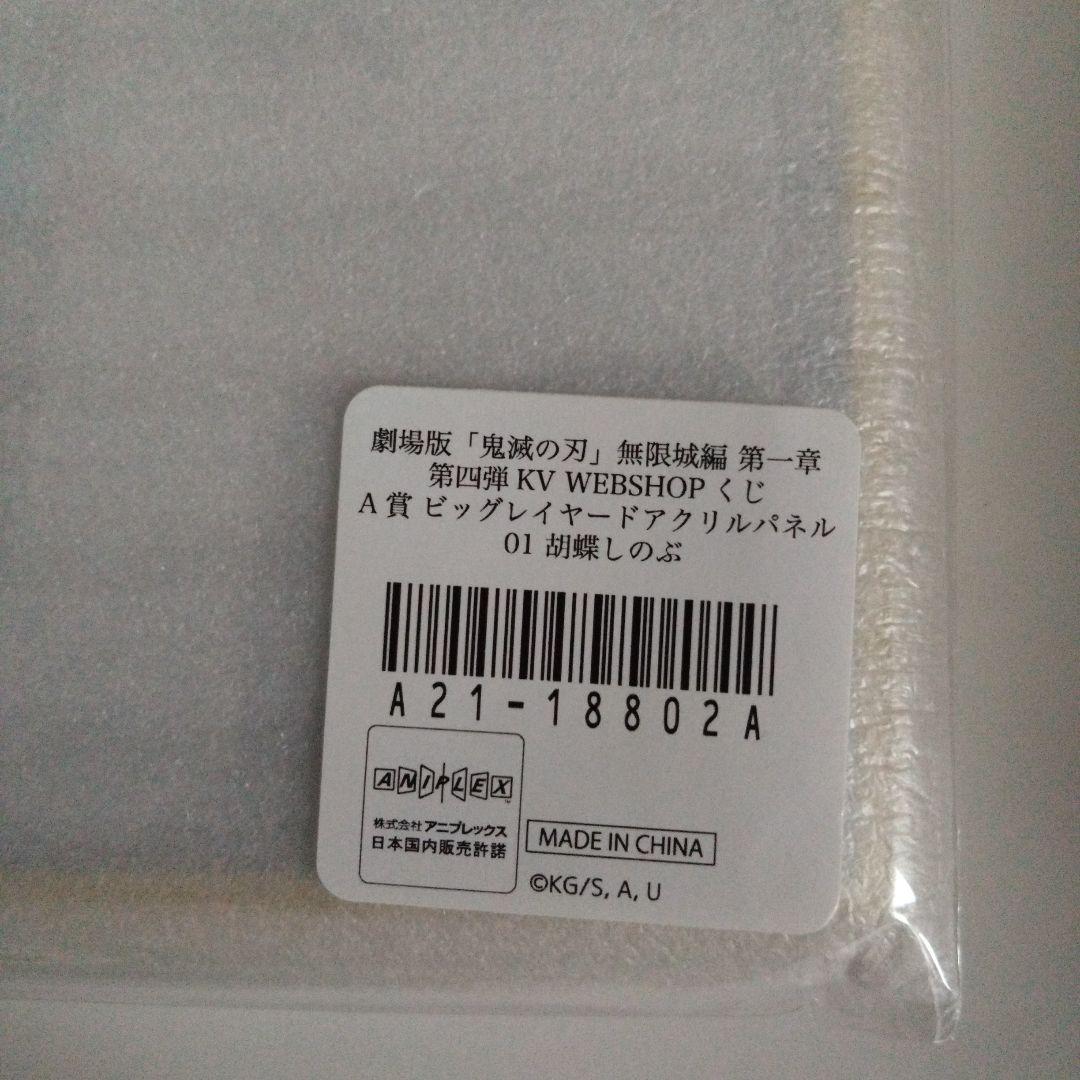 劇場版「鬼滅の刃」無限城編 第一章
第四弾 KV WEBSHOP くじ
A 賞 ビッグレイヤードアクリルパネル
01 胡蝶しのぶ
A21-18802A
ANIPLEX™
株式会社アニプレックス
日本国内販売許諾
MADE IN CHINA
©KG/S, A, U